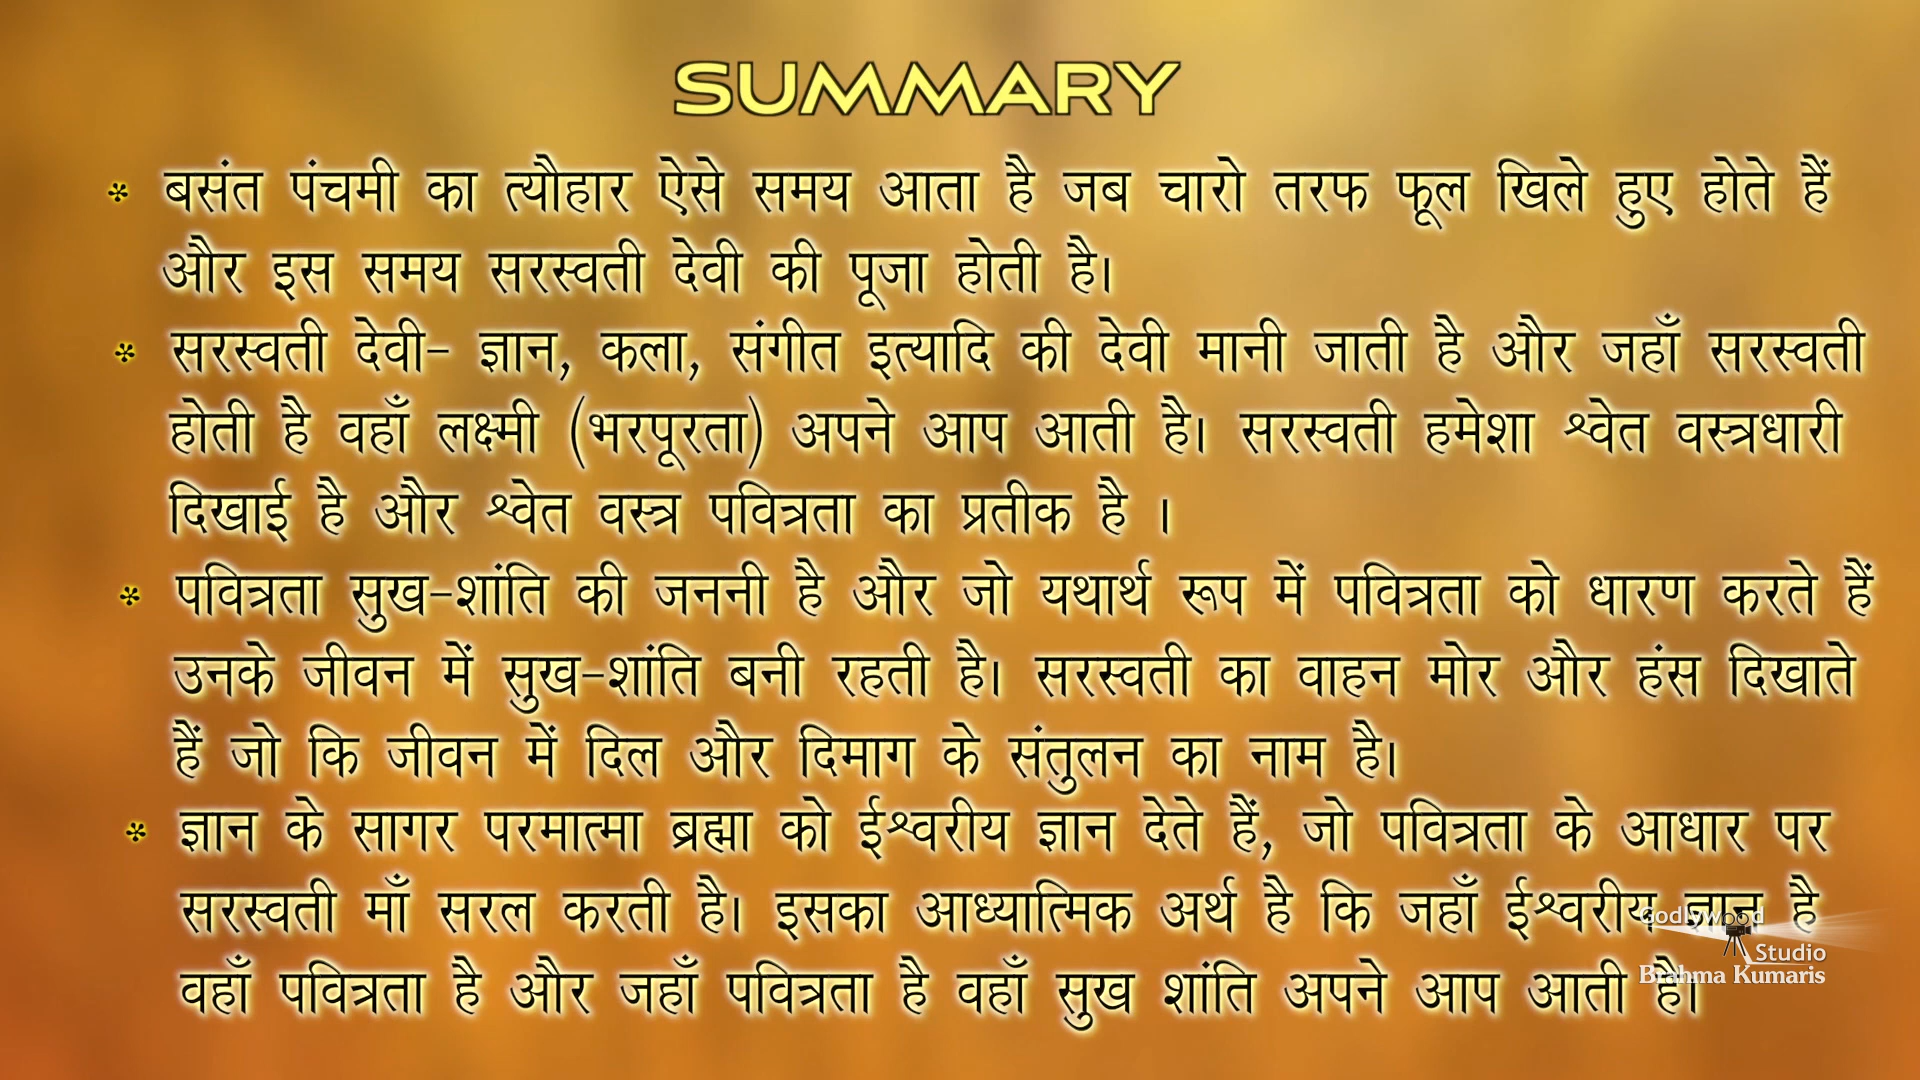 SUMMARY
* बसंत पंचमी का त्यौहार ऐसे समय आता है जब चारो तरफ फूल खिले हुए होते हैं
और इस समय सरस्वती देवी की पूजा होती है।
* सरस्वती देवी- ज्ञान, कला, संगीत इत्यादि की देवी मानी जाती है और जहाँ सरस्वती
होती है वहाँ लक्ष्मी (भरपूरता) अपने आप आती है। सरस्वती हमेशा श्वेत वस्त्रधारी
दिखाई है और श्वेत वस्त्र पवित्रता का प्रतीक है ।
* पवित्रता सुख-शांति की जननी है और जो यथार्थ रूप में पवित्रता को धारण करते हैं
उनके जीवन में सुख-शांति बनी रहती है। सरस्वती का वाहन मोर और हंस दिखाते
हैं जो कि जीवन में दिल और दिमाग के संतुलन का नाम है।
* ज्ञान के सागर परमात्मा ब्रह्मा को ईश्वरीय ज्ञान देते हैं, जो पवित्रता के आधार पर
सरस्वती माँ सरल करती है। इसका आध्यात्मिक अर्थ है कि जहाँ ईश्वरीय ज्ञान है
वहाँ पवित्रता है और जहाँ पवित्रता है वहाँ सुख शांति अपने आप आती है।
Godlywood
Studio
Brahma Kumaris